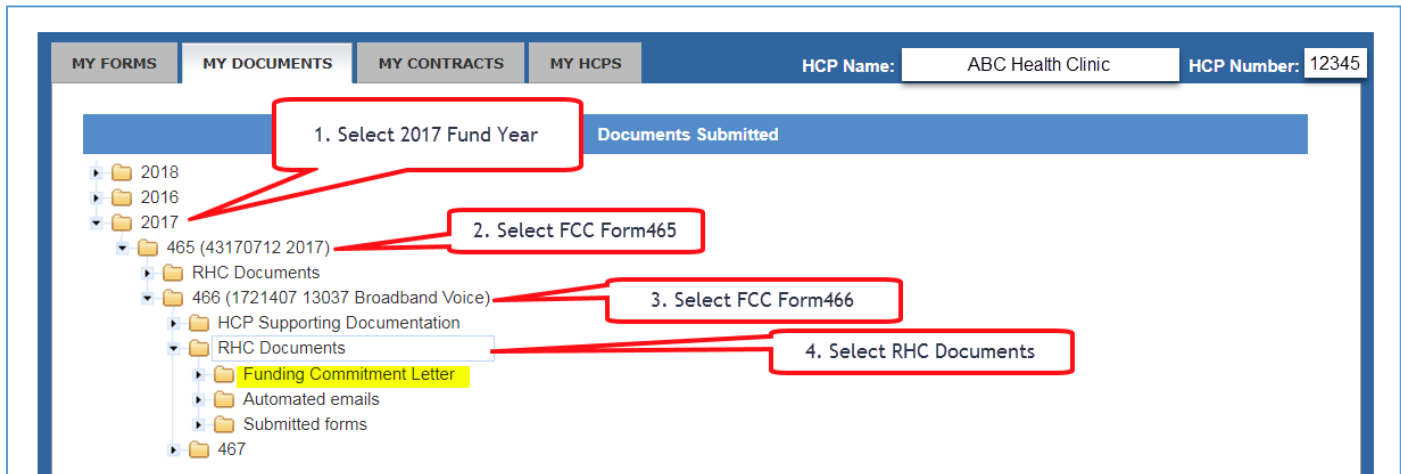 MY FORMS MY DOCUMENTS MY CONTRACTS MY HCPS HCP Name: ABC Health Clinic HCP Number: 12345
1. Select 2017 Fund Year
Documents Submitted
2018
2016
2017
2. Select FCC Form465
465 (43170712 2017)
RHC Documents
466 (1721407 13037 Broadband Voice)
3. Select FCC Form466
HCP Supporting Documentation
RHC Documents
4. Select RHC Documents
Funding Commitment Letter
Automated emails
Submitted forms
467